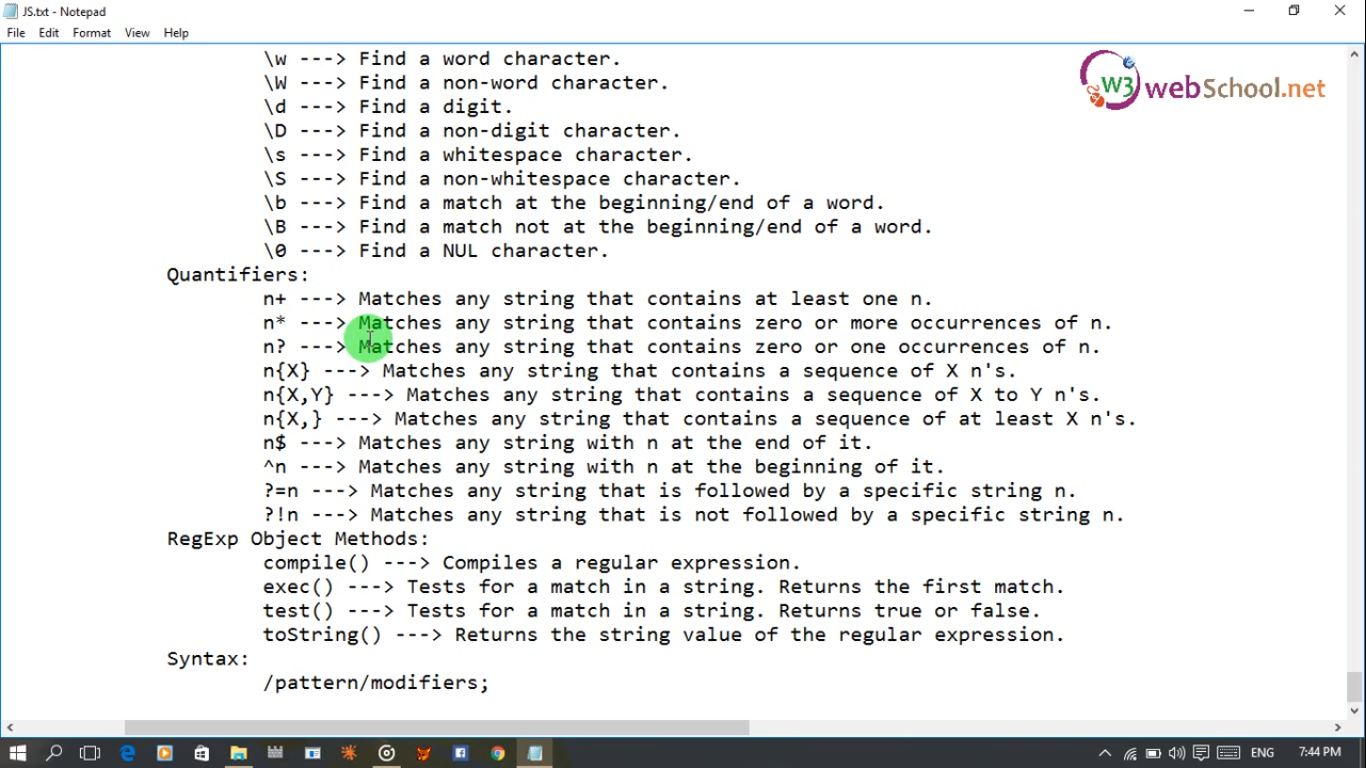 JS.txt - Notepad
File Edit Format View Help
W3 webSchool.net
\w ---> Find a word character.
\W ---> Find a non-word character.
\d ---> Find a digit.
\D ---> Find a non-digit character.
\s ---> Find a whitespace character.
\S ---> Find a non-whitespace character.
\b ---> Find a match at the beginning/end of a word.
\B ---> Find a match not at the beginning/end of a word.
\0 ---> Find a NUL character.
Quantifiers:
n+ ---> Matches any string that contains at least one n.
n* ---> Matches any string that contains zero or more occurrences of n.
n? ---> Matches any string that contains zero or one occurrences of n.
n{X} ---> Matches any string that contains a sequence of X n's.
n{X,Y} ---> Matches any string that contains a sequence of X to Y n's.
n{X,} ---> Matches any string that contains a sequence of at least X n's.
n$ ---> Matches any string with n at the end of it.
^n ---> Matches any string with n at the beginning of it.
?=n ---> Matches any string that is followed by a specific string n.
?!n ---> Matches any string that is not followed by a specific string n.
RegExp Object Methods:
compile() ---> Compiles a regular expression.
exec() ---> Tests for a match in a string. Returns the first match.
test() ---> Tests for a match in a string. Returns true or false.
toString() ---> Returns the string value of the regular expression.
Syntax:
/pattern/modifiers;
ENG 7:44 PM